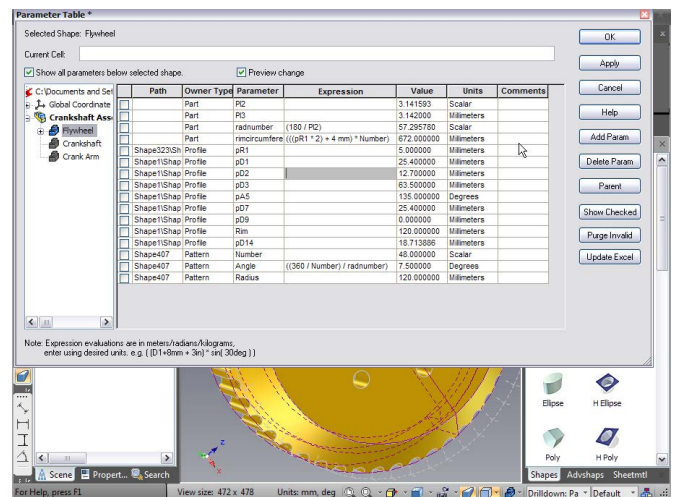 Parameter Table *
Selected Shape: Flywheel
OK
Current Cell:
Apply
Show all parameters below selected shape.
Preview change
Cancel
C:\Documents and Set
Path Owner Type Parameter Expression Value Units Comments
Global Coordinate
Part PI2 3.141593 Scalar
Crankshaft Asse
Part PI3 3.142000 Millimeters
Help
Flywheel
Part radnumber (180 / PI2) 57.295780 Scalar
Crankshaft
Part rimcircumfere (((pR1 * 2) + 4 mm) * Number) 672.000000 Millimeters
Add Param
Crank Arm
Shape323\Sh Profile pR1 5.000000 Millimeters
Shape1\Shap Profile pD1 25.400000 Millimeters
Delete Param
Shape1\Shap Profile pD2 12.700000 Millimeters
Shape1\Shap Profile pD3 63.500000 Millimeters
Parent
Shape1\Shap Profile pA5 135.000000 Degrees
Shape1\Shap Profile pD7 25.400000 Millimeters
Show Checked
Shape1\Shap Profile pD9 0.000000 Millimeters
Shape1\Shap Profile Rim 120.000000 Millimeters
Purge Invalid
Shape1\Shap Profile pD14 18.713886 Millimeters
Shape407 Pattern Number 48.000000 Scalar
Update Excel
Shape407 Pattern Angle ((360 / Number) / radnumber) 7.500000 Degrees
Shape407 Pattern Radius 120.000000 Millimeters
Note: Expression evaluations are in meters/radians/kilograms,
enter using desired units. e.g. ( (D1+8mm + 3in) * sin( 30deg ) )
Ellipse H Ellipse
Poly H Poly
z
x
Scene Propert... Search
Shapes Advshaps Sheetmtl
For Help, press F1 View size: 472 x 478 Units: mm, deg Drilldown: Pa Default